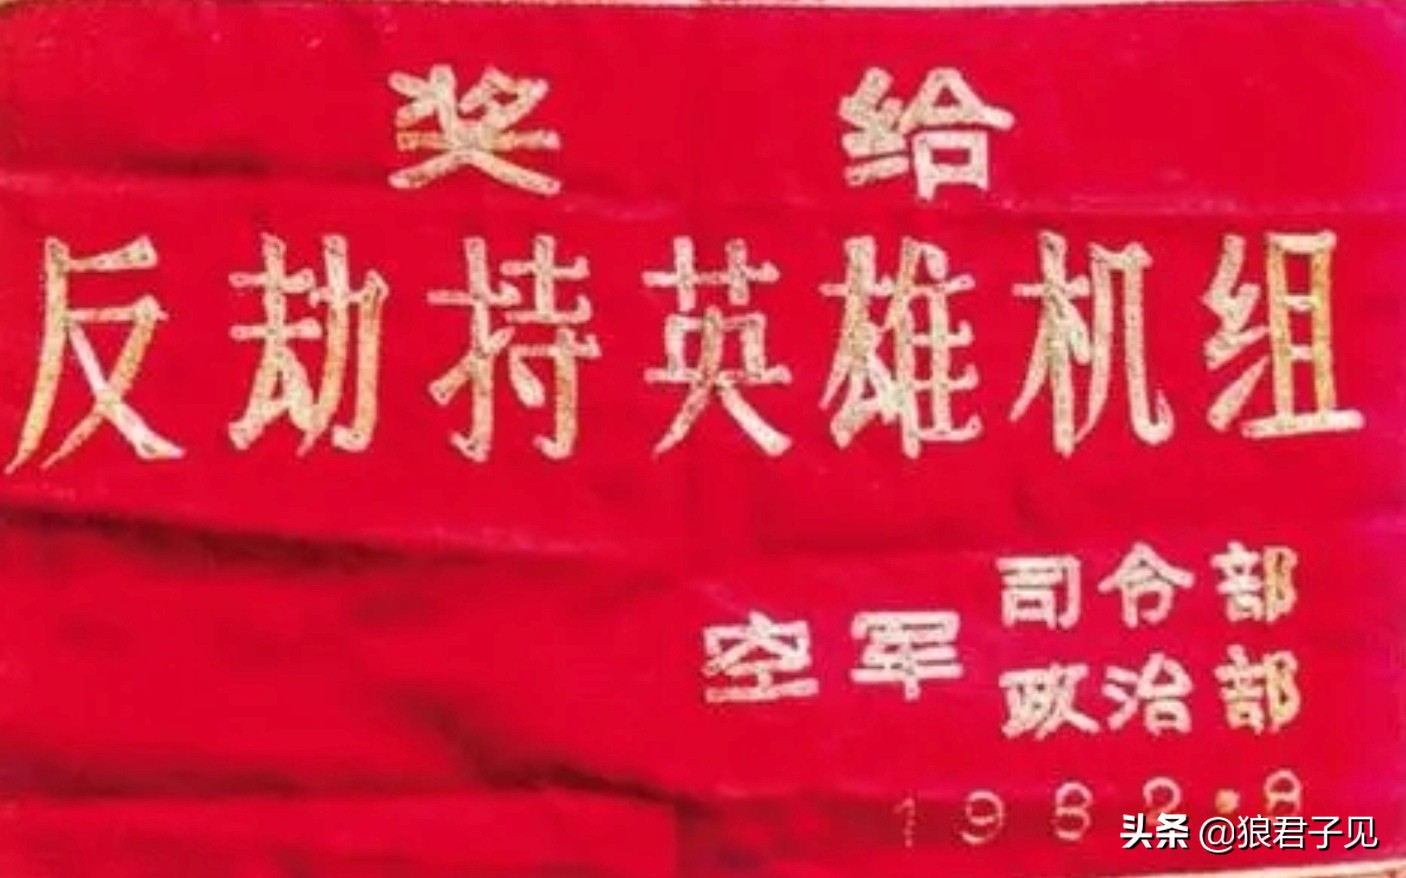 奖给
反劫持英雄机组
空军司令部
政治部
1982·8
头条 @狼君子见